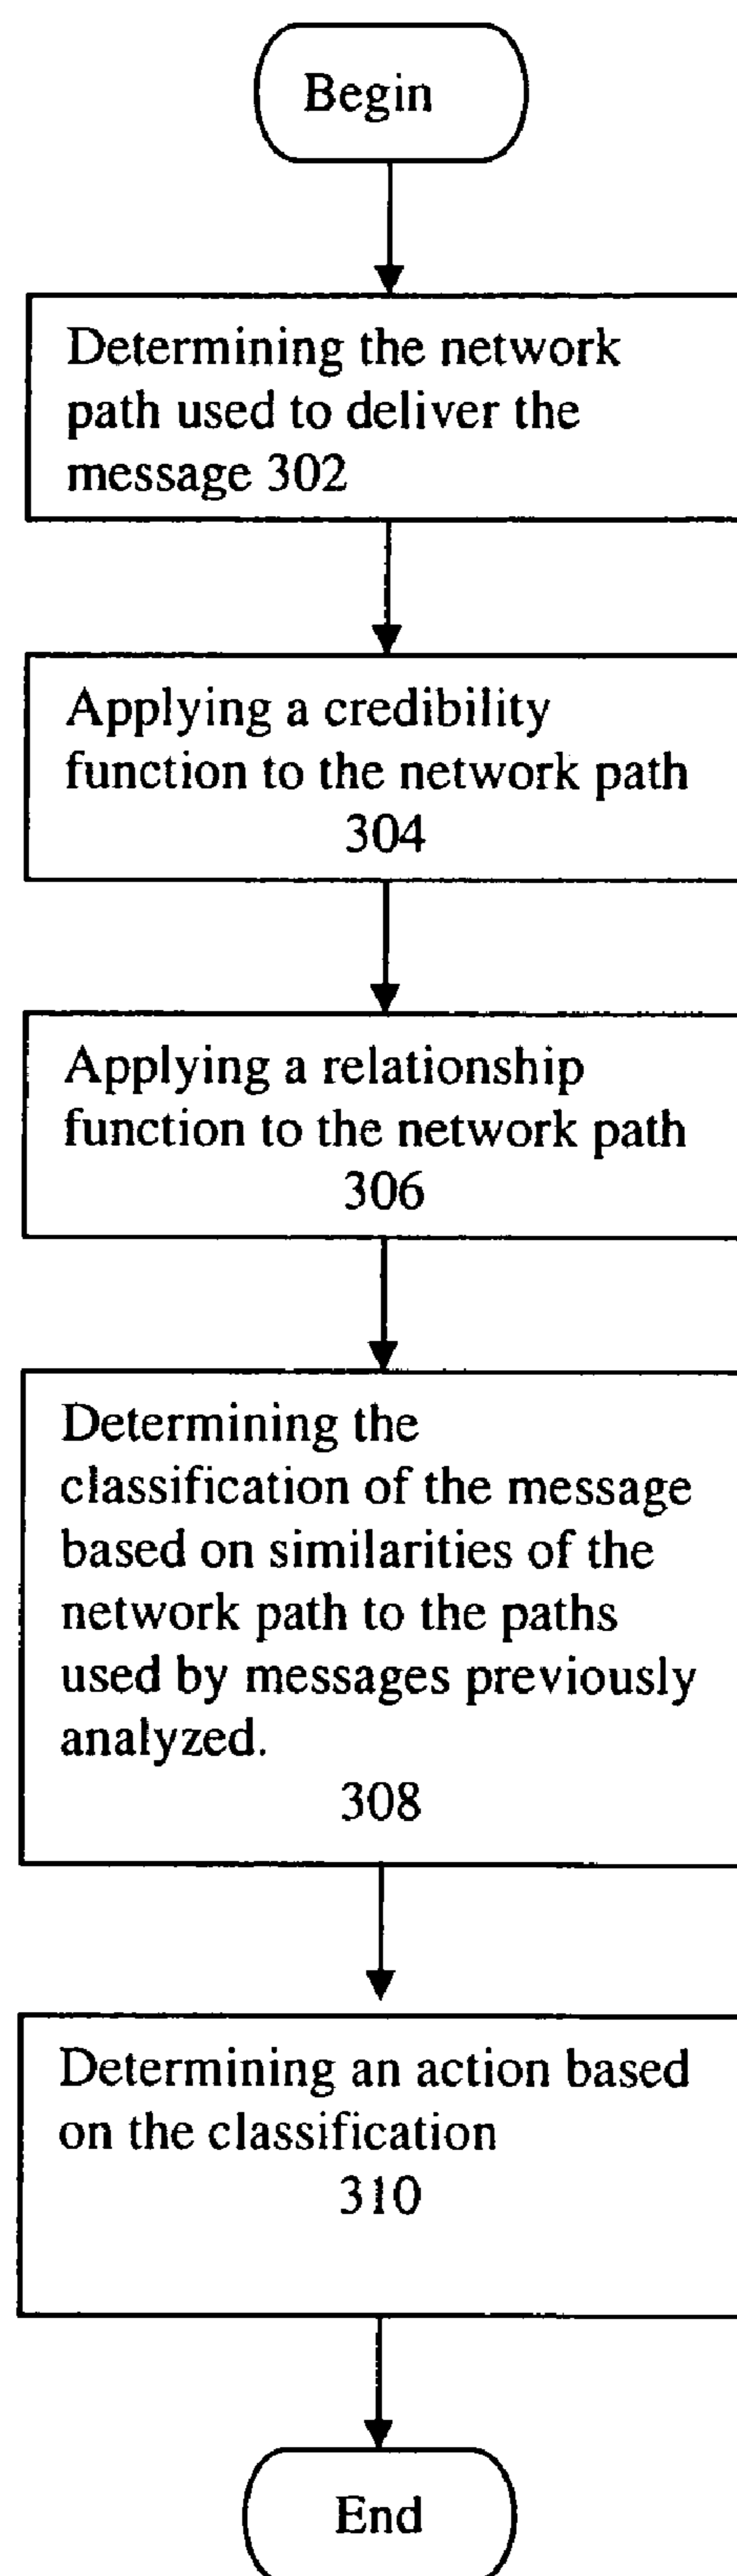 Begin
Determining the network
path used to deliver the
message 302
Applying a credibility
function to the network path
304
Applying a relationship
function to the network path
306
Determining the
classification of the message
based on similarities of the
network path to the paths
used by messages previously
analyzed.
308
Determining an action based
on the classification
310
End